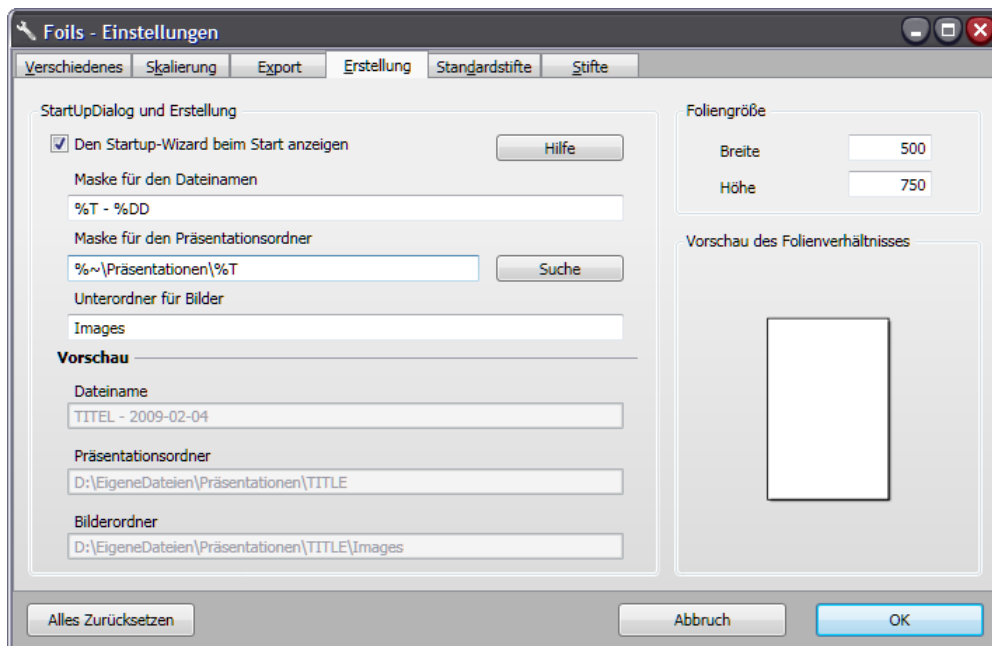 Foils - Einstellungen
Verschiedenes Skalierung Export Erstellung Standardstifte Stifte
StartUpDialog und Erstellung
Den Startup-Wizard beim Start anzeigen
Hilfe
Maske für den Dateinamen
%T - %DD
Maske für den Präsentationsordner
%~\Präsentationen\%T
Suche
Unterordner für Bilder
Images
Vorschau
Dateiname
TITEL - 2009-02-04
Präsentationsordner
D:\EigeneDateien\Präsentationen\TITLE
Bilderordner
D:\EigeneDateien\Präsentationen\TITLE\Images
Foliengröße
Breite 500
Höhe 750
Vorschau des Folienverhältnisses
Alles Zurücksetzen Abbruch OK